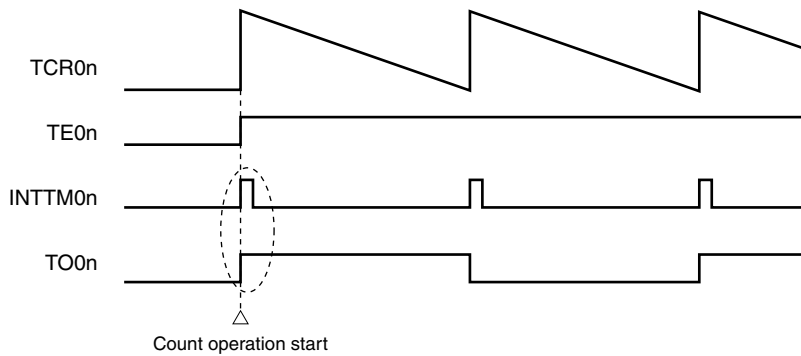 TCR0n
TE0n
INTTM0n
TO0n
Count operation start